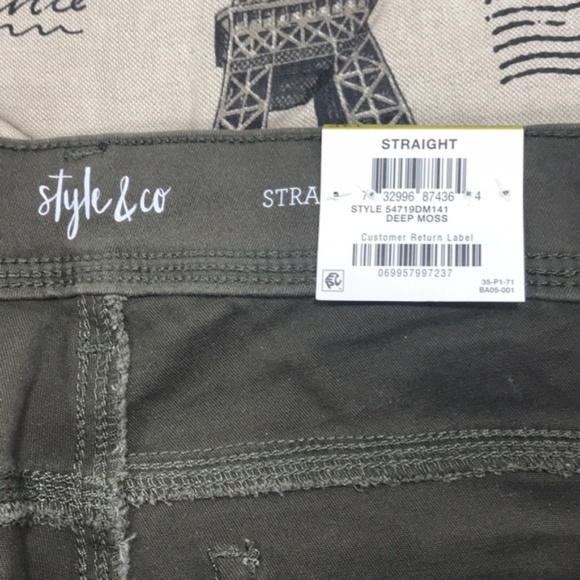 ence
style & co
STRA
STRAIGHT
7 32996 87436 4
STYLE 54719DM141
DEEP MOSS
Customer Return Label
069957997237
35-P1-71
BA05-001